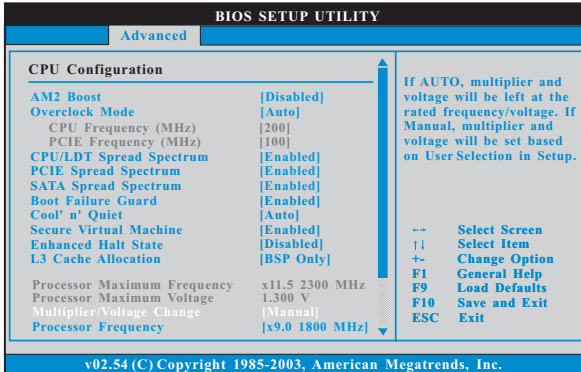 BIOS SETUP UTILITY
Advanced
CPU Configuration
AM2 Boost [Disabled]
Overclock Mode [Auto]
CPU Frequency (MHz) [200]
PCIE Frequency (MHz) [100]
CPU/LDT Spread Spectrum [Enabled]
PCIE Spread Spectrum [Enabled]
SATA Spread Spectrum [Enabled]
Boot Failure Guard [Enabled]
Cool' n' Quiet [Auto]
Secure Virtual Machine [Enabled]
Enhanced Halt State [Disabled]
L3 Cache Allocation [BSP Only]
Processor Maximum Frequency x11.5 2300 MHz
Processor Maximum Voltage 1.300 V
Multiplier/Voltage Change [Manual]
Processor Frequency [x9.0 1800 MHz]
If AUTO, multiplier and
voltage will be left at the
rated frequency/voltage. If
Manual, multiplier and
voltage will be set based
on User Selection in Setup.
↔ Select Screen
↑↓ Select Item
+- Change Option
F1 General Help
F9 Load Defaults
F10 Save and Exit
ESC Exit
v02.54 (C) Copyright 1985-2003, American Megatrends, Inc.